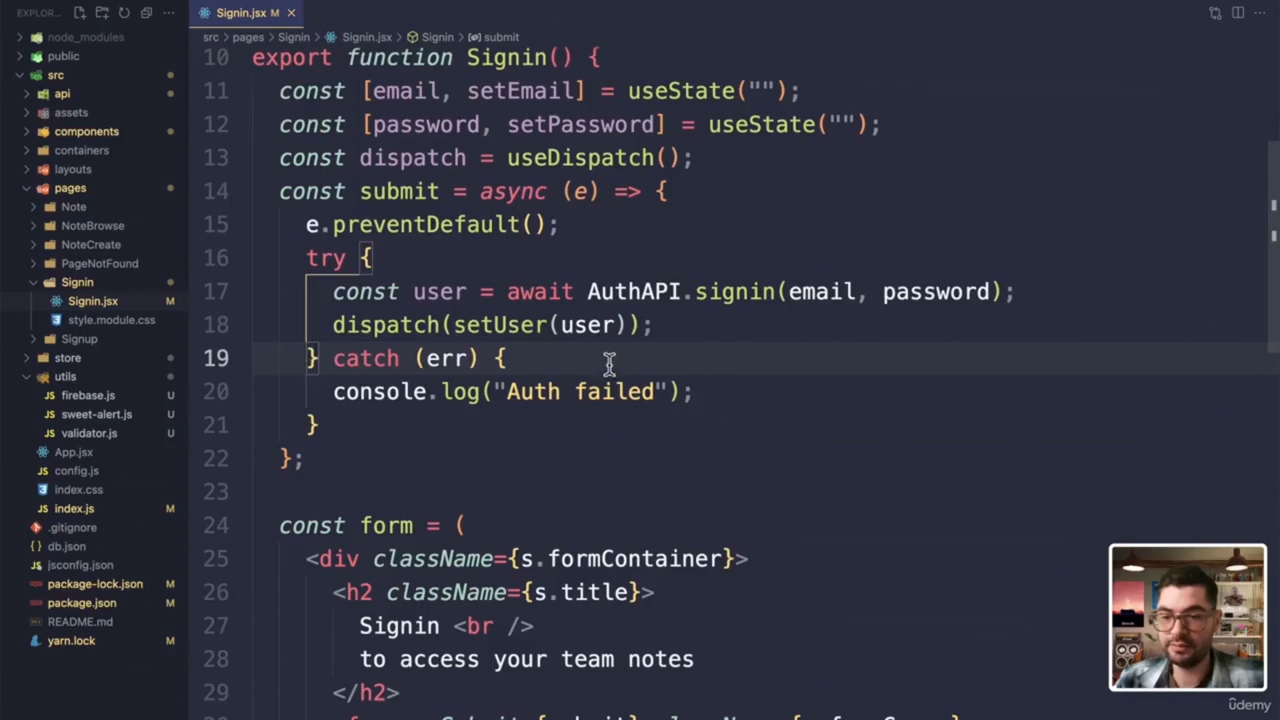 EXPLOR...
node_modules
public
src
api
assets
components
containers
layouts
pages
Note
NoteBrowse
NoteCreate
PageNotFound
Signin
Signin.jsx M
style.module.css
Signup
store
utils
firebase.js U
sweet-alert.js U
validator.js U
App.jsx
config.js
index.css
index.js M
.gitignore
db.json
jsconfig.json
package-lock.json M
package.json M
README.md
yarn.lock M
Signin.jsx M
src > pages > Signin > Signin.jsx > Signin > submit
10 export function Signin() {
11 const [email, setEmail] = useState("");
12 const [password, setPassword] = useState("");
13 const dispatch = useDispatch();
14 const submit = async (e) => {
15 e.preventDefault();
16 try {
17 const user = await AuthAPI.signin(email, password);
18 dispatch(setUser(user));
19 } catch (err) {
20 console.log("Auth failed");
21 }
22 };
23
24 const form = (
25 <div className={s.formContainer}>
26 <h2 className={s.title}>
27 Signin <br />
28 to access your team notes
29 </h2>
udemy